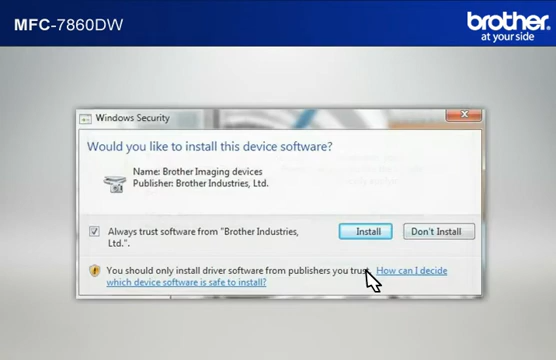 MFC-7860DW
brother
at your side
Windows Security
Would you like to install this device software?
Name: Brother Imaging devices
Publisher: Brother Industries, Ltd.
Always trust software from "Brother Industries,
Ltd.".
Install
Don't Install
You should only install driver software from publishers you trust. How can I decide
which device software is safe to install?